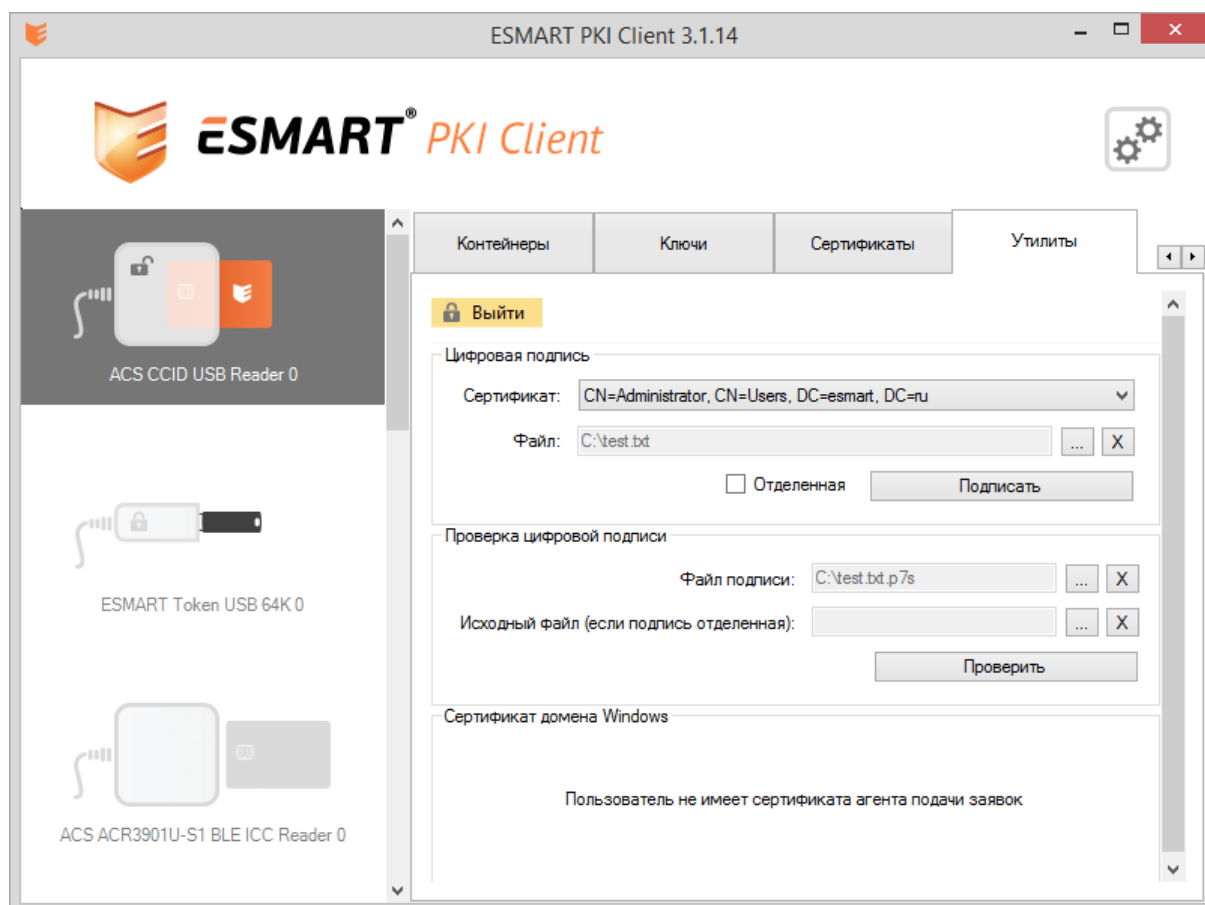 ESMART PKI Client 3.1.14
ESMART® PKI Client
ACS CCID USB Reader 0
ESMART Token USB 64K 0
ACS ACR3901U-S1 BLE ICC Reader 0
Контейнеры Ключи Сертификаты Утилиты
Выйти
Цифровая подпись
Сертификат: CN=Administrator, CN=Users, DC=esmart, DC=ru
Файл: C:\test.txt ... X
Отделенная Подписать
Проверка цифровой подписи
Файл подписи: C:\test.txt.p7s ... X
Исходный файл (если подпись отделенная): ... X
Проверить
Сертификат домена Windows
Пользователь не имеет сертификата агента подачи заявок